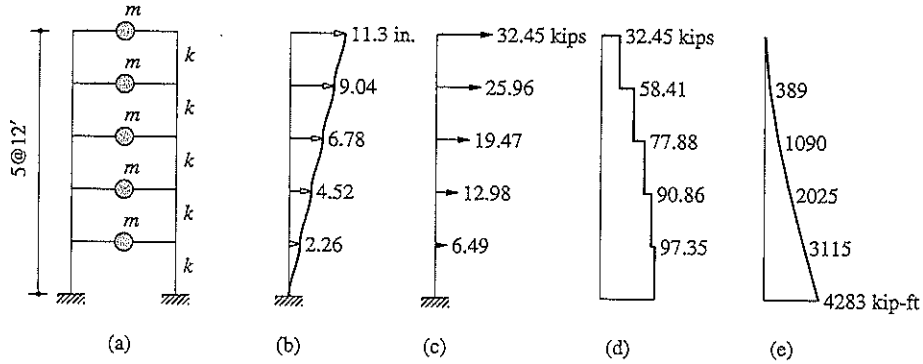 m
m
m
m
m
k
k
k
k
k
5@12′
(a)
11.3 in.
9.04
6.78
4.52
2.26
(b)
32.45 kips
25.96
19.47
12.98
6.49
(c)
32.45 kips
58.41
77.88
90.86
97.35
(d)
389
1090
2025
3115
4283 kip-ft
(e)